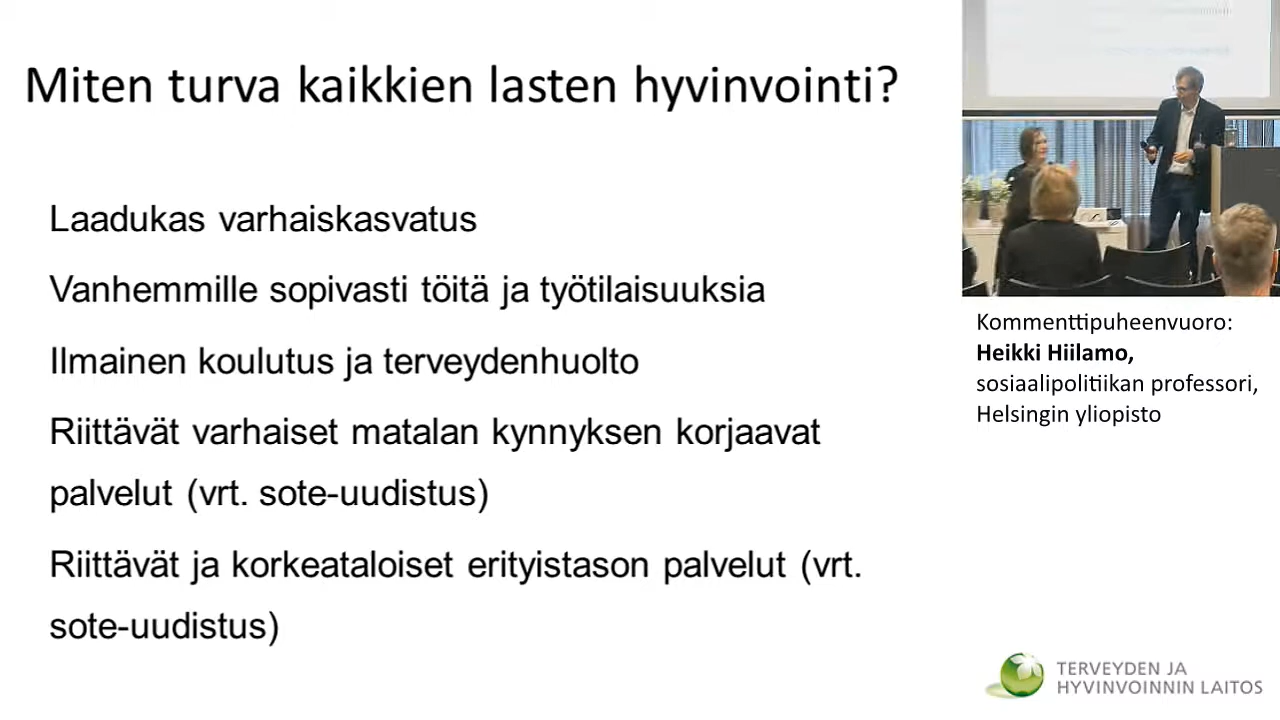 Miten turva kaikkien lasten hyvinvointi?
Laadukas varhaiskasvatus
Vanhemmille sopivasti töitä ja työtilaisuuksia
Ilmainen koulutus ja terveydenhuolto
Riittävät varhaiset matalan kynnyksen korjaavat
palvelut (vrt. sote-uudistus)
Riittävät ja korkeataloiset erityistason palvelut (vrt.
sote-uudistus)
Kommenttipuheenvuoro:
Heikki Hiilamo,
sosiaalipolitiikan professori,
Helsingin yliopisto
TERVEYDEN JA
HYVINVOINNIN LAITOS